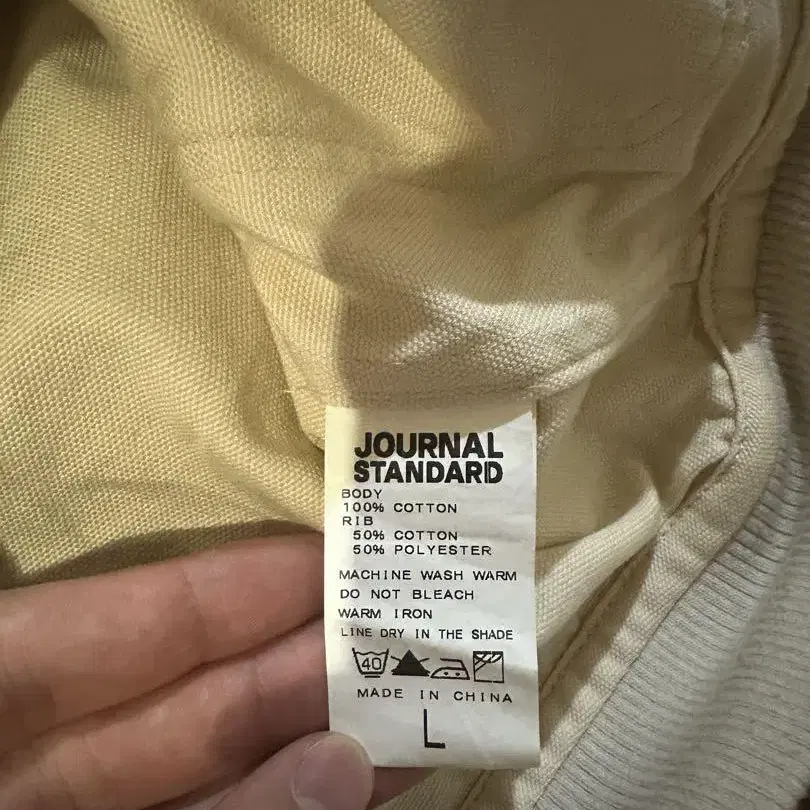 JOURNAL
STANDARD
BODY
100% COTTON
RIB
50% COTTON
50% POLYESTER
MACHINE WASH WARM
DO NOT BLEACH
WARM IRON
LINE DRY IN THE SHADE
40
MADE IN CHINA
L